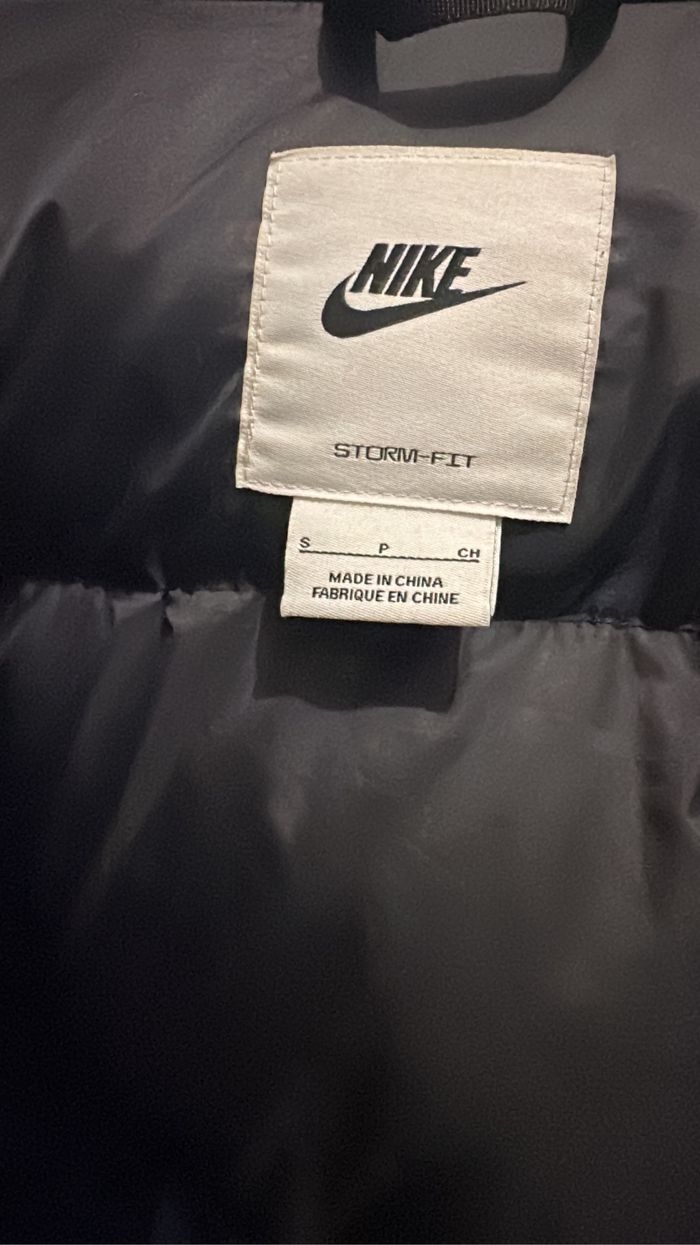 NIKE
STORM-FIT
S P CH
MADE IN CHINA
FABRIQUE EN CHINE